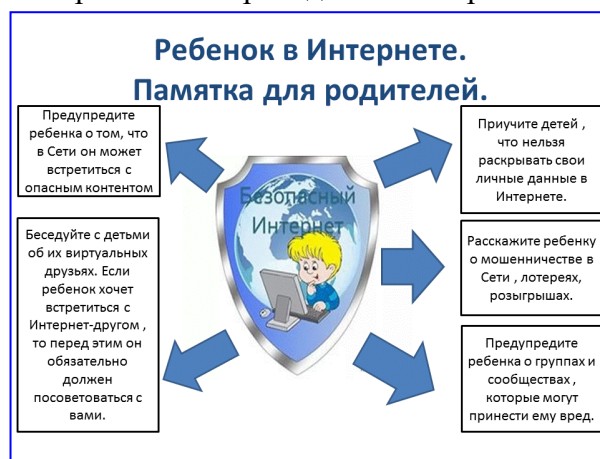 Ребенок в Интернете.
Памятка для родителей.
Предупредите
ребенка о том, что
в Сети он может
встретиться с
опасным контентом
Беседуйте с детьми
об их виртуальных
друзьях. Если
ребенок хочет
встретиться с
Интернет-другом ,
то перед этим он
обязательно
должен
посоветоваться с
вами.
Безопасный
Интернет
Приучите детей ,
что нельзя
раскрывать свои
личные данные в
Интернете.
Расскажите ребенку
о мошенничестве в
Сети , лотереях,
розыгрышах.
Предупредите
ребенка о группах и
сообществах ,
которые могут
принести ему вред.